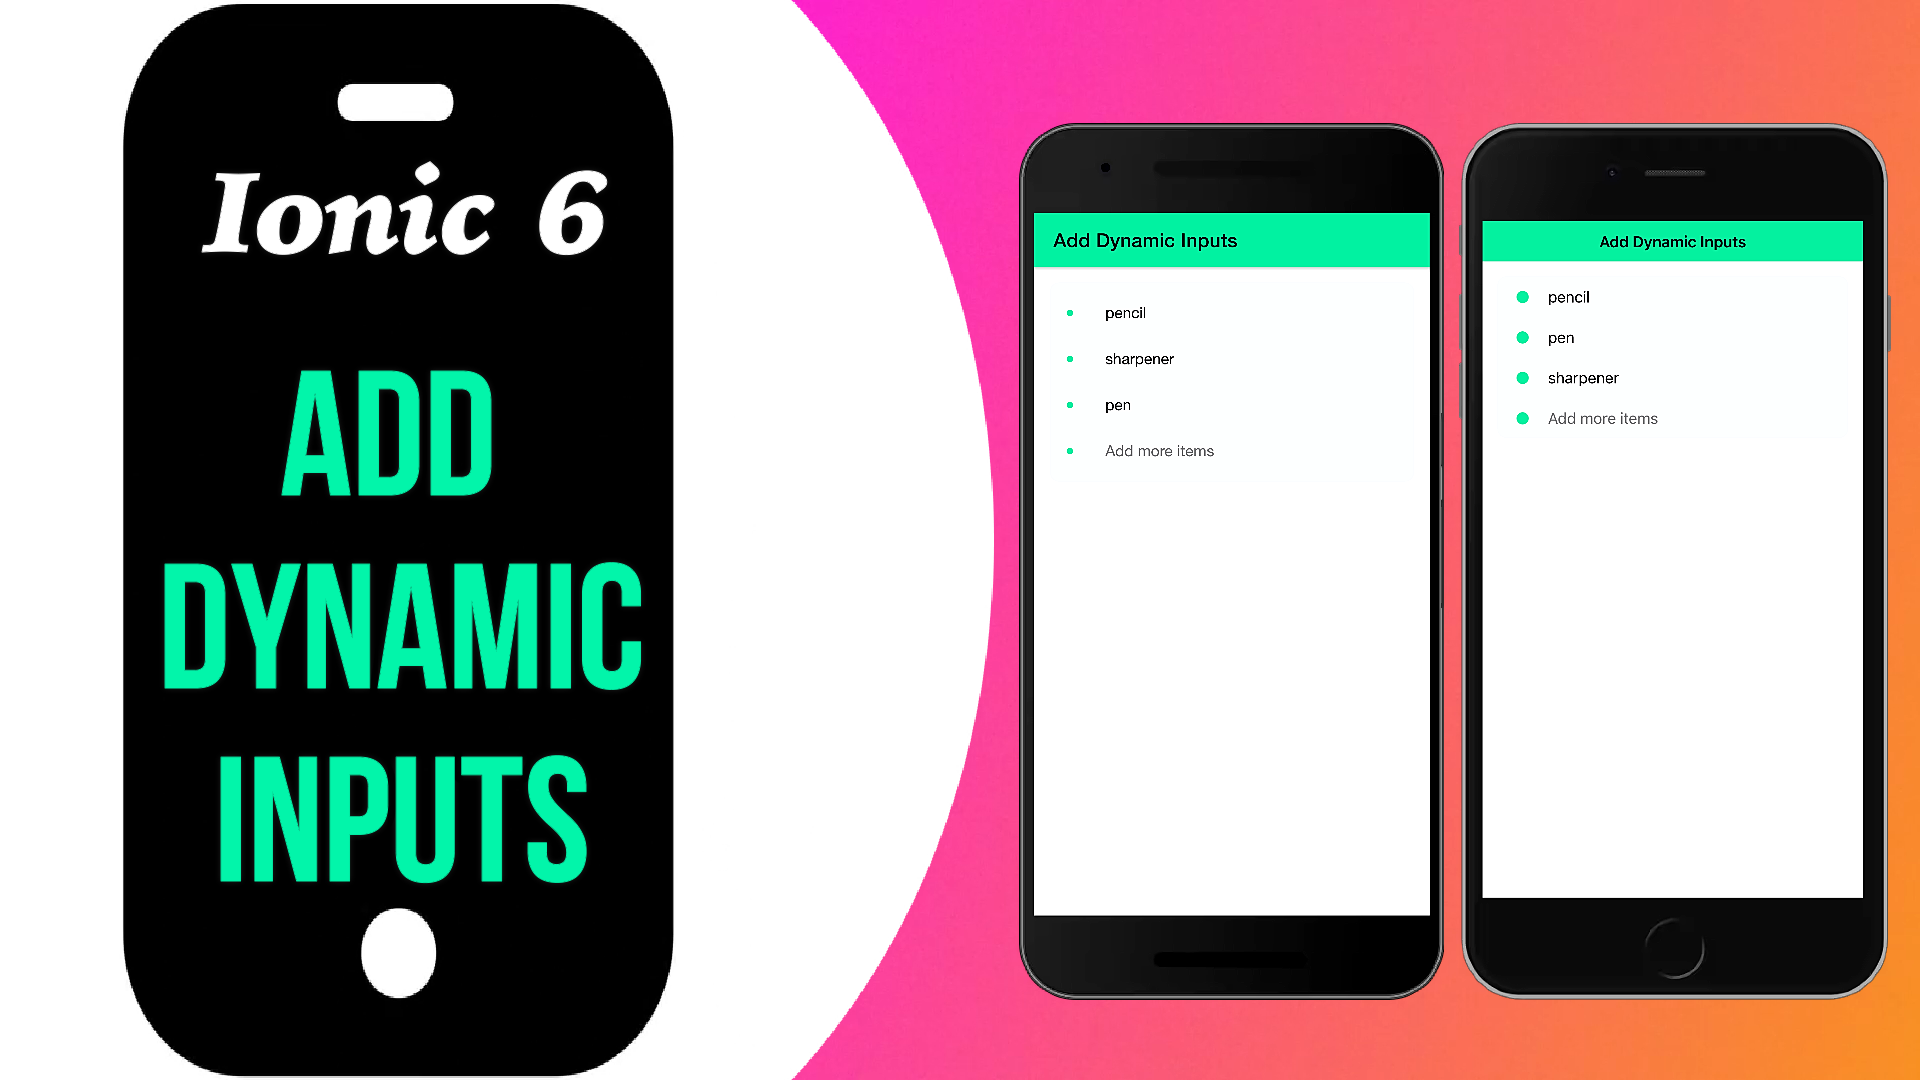 Ionic 6
ADD
DYNAMIC
INPUTS
Add Dynamic Inputs
pencil
sharpener
pen
Add more items
Add Dynamic Inputs
pencil
pen
sharpener
Add more items